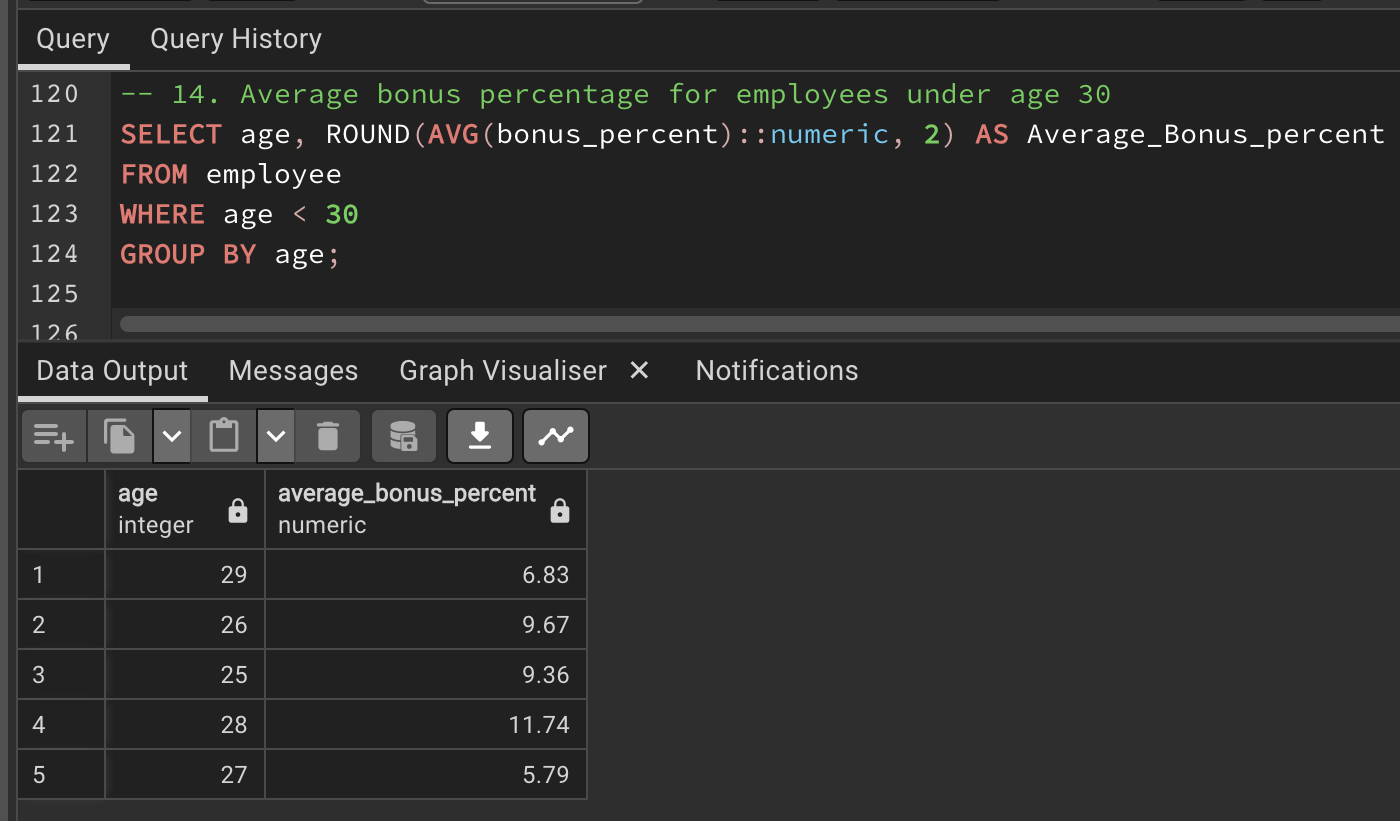 Query Query History
120 -- 14. Average bonus percentage for employees under age 30
121 SELECT age, ROUND(AVG(bonus_percent)::numeric, 2) AS Average_Bonus_percent
122 FROM employee
123 WHERE age < 30
124 GROUP BY age;
125
126
Data Output Messages Graph Visualiser × Notifications
age average_bonus_percent
integer numeric
1 29 6.83
2 26 9.67
3 25 9.36
4 28 11.74
5 27 5.79